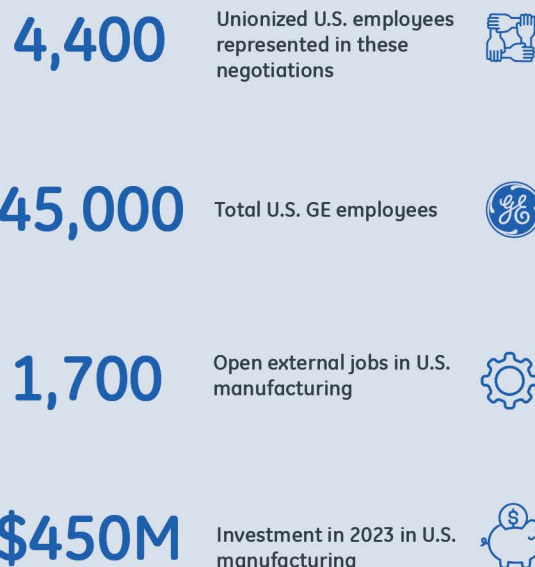 4,400
Unionized U.S. employees
represented in these
negotiations
45,000
Total U.S. GE employees
GE
1,700
Open external jobs in U.S.
manufacturing
$450M
Investment in 2023 in U.S.
manufacturing
$